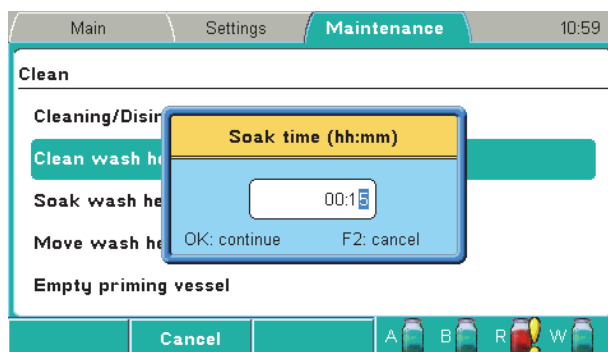 Main Settings Maintenance 10:59
Clean
Cleaning/Disin
Soak time (hh:mm)
Clean wash he
00:15
Soak wash he
OK: continue F2: cancel
Move wash he
Empty priming vessel
Cancel A B R W